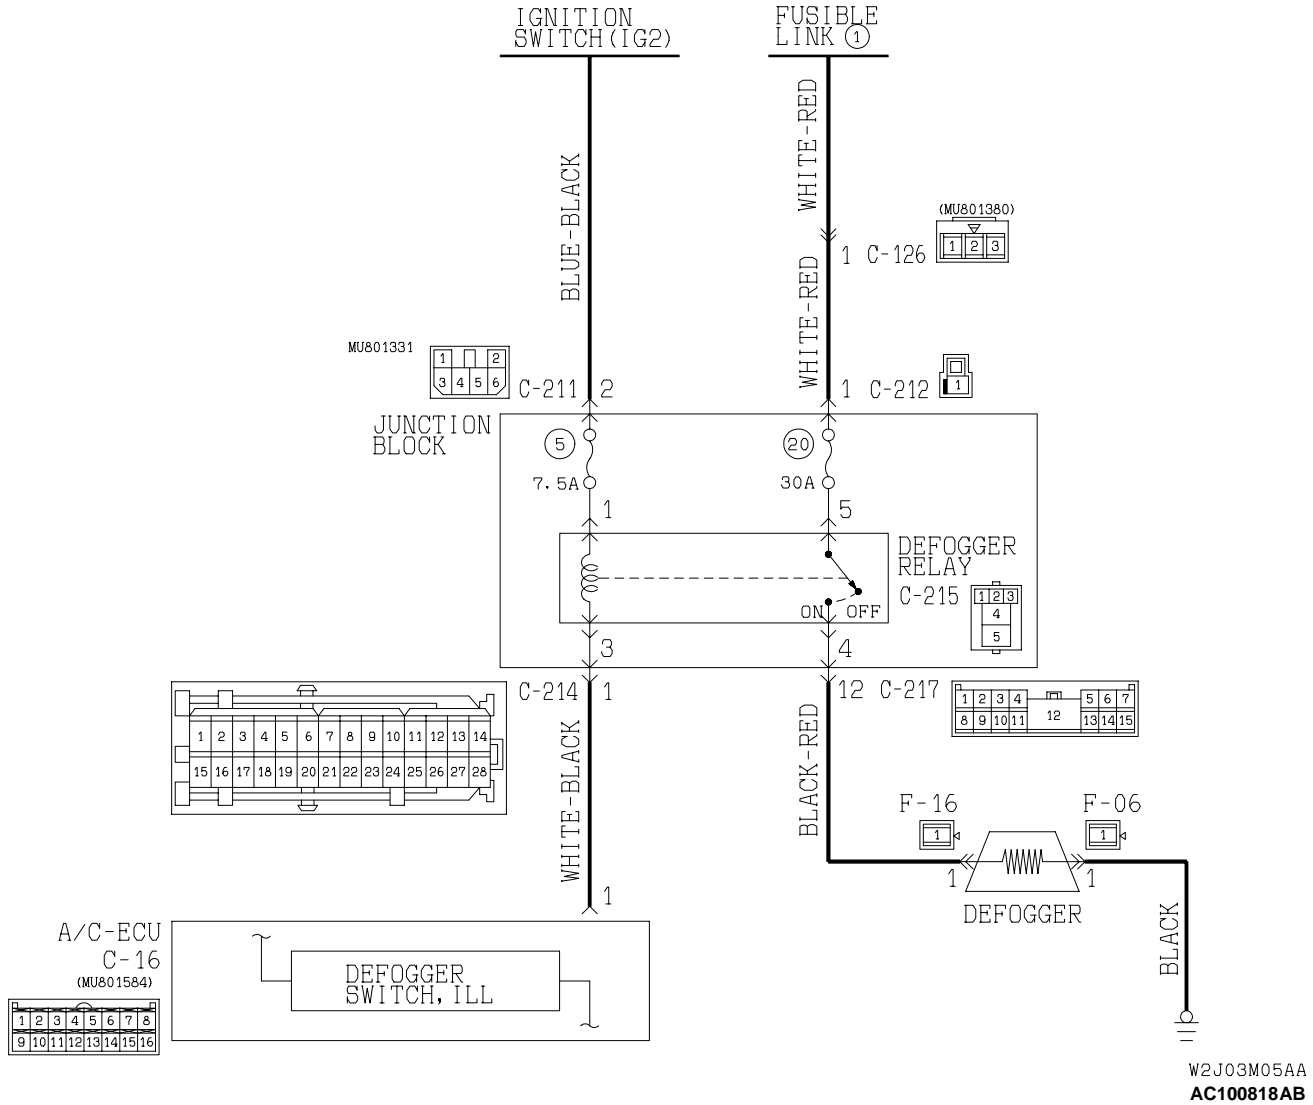 IGNITION
SWITCH(IG2)
FUSIBLE
LINK ①
WHITE-RED
BLUE-BLACK
(MU801380)
1 2 3
1 C-126
WHITE-RED
MU801331
1 2
3 4 5 6
C-211 2
1 C-212
1
JUNCTION
BLOCK
5
7.5A
20
30A
1
5
DEFOGGER
RELAY
C-215
1 2 3
4
5
ON OFF
3
4
C-214 1
12 C-217
1 2 3 4 5 6 7
8 9 10 11 12 13 14 15
1 2 3 4 5 6 7 8 9 10 11 12 13 14
15 16 17 18 19 20 21 22 23 24 25 26 27 28
WHITE-BLACK
BLACK-RED
F-16
1
F-06
1
1
1
DEFOGGER
BLACK
1
A/C-ECU
C-16
(MU801584)
1 2 3 4 5 6 7 8
9 10 11 12 13 14 15 16
DEFOGGER
SWITCH, ILL
W2J03M05AA
AC100818AB